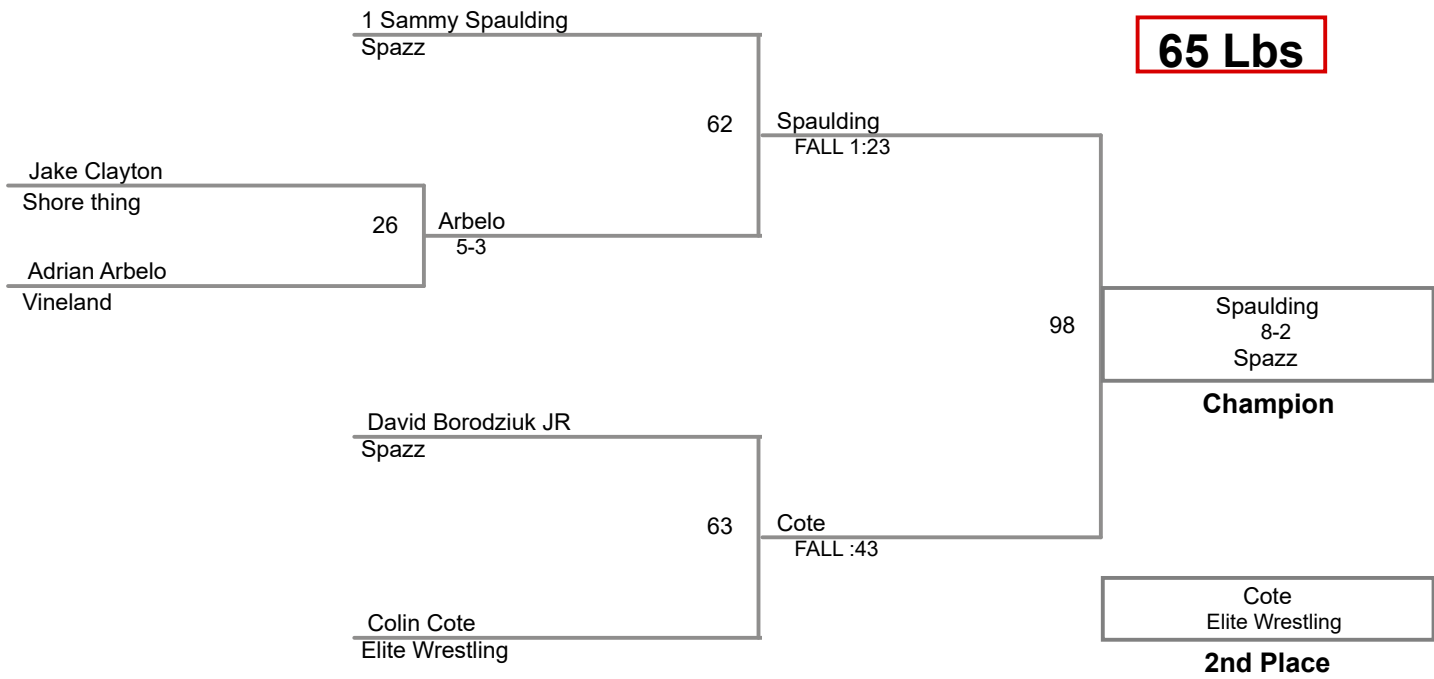 1 Sammy Spaulding
Spazz
65 Lbs
62
Spaulding
FALL 1:23
Jake Clayton
Shore thing
26
Arbelo
5-3
Adrian Arbelo
Vineland
98
Spaulding
8-2
Spazz
Champion
David Borodziuk JR
Spazz
63
Cote
FALL :43
Colin Cote
Elite Wrestling
Cote
Elite Wrestling
2nd Place